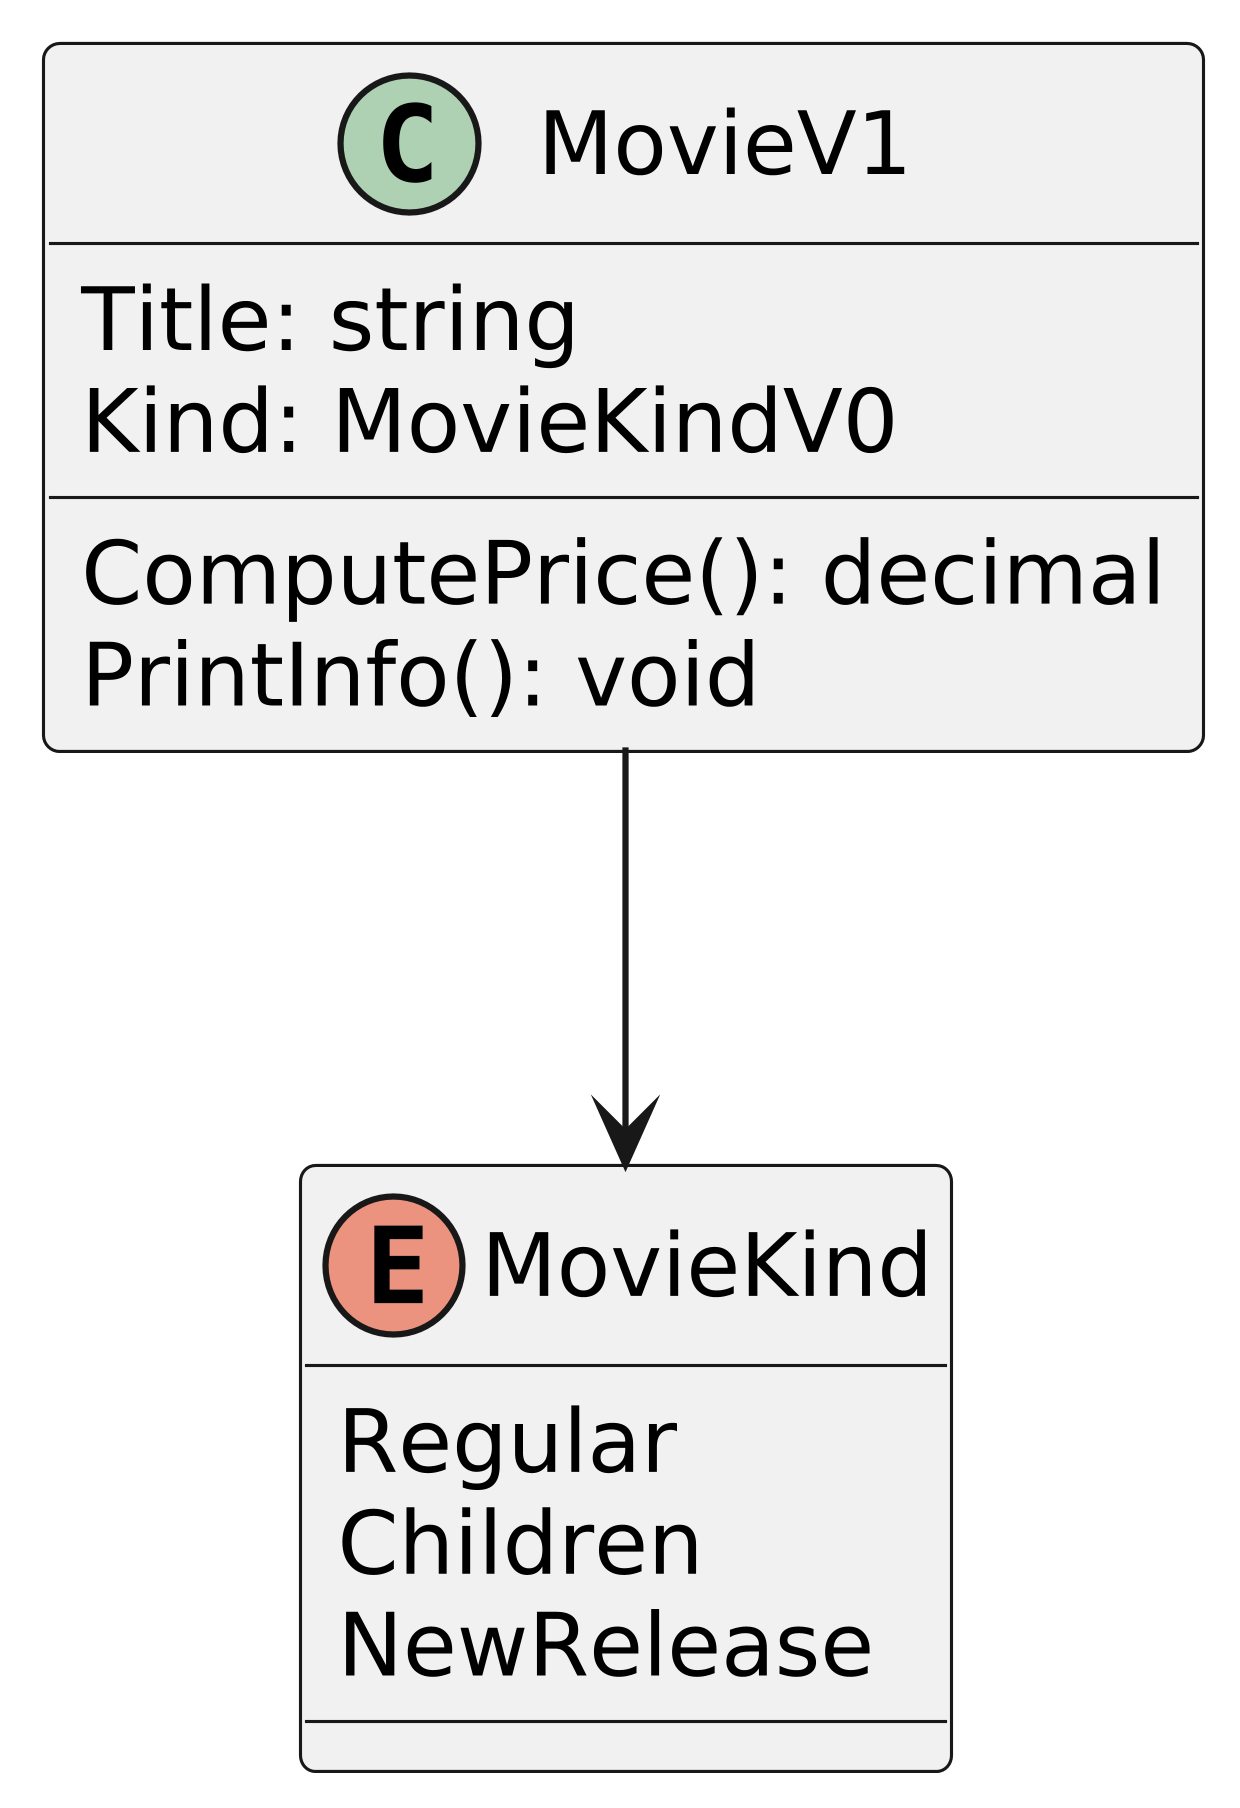 C MovieV1
Title: string
Kind: MovieKindV0
ComputePrice(): decimal
PrintInfo(): void
E MovieKind
Regular
Children
NewRelease